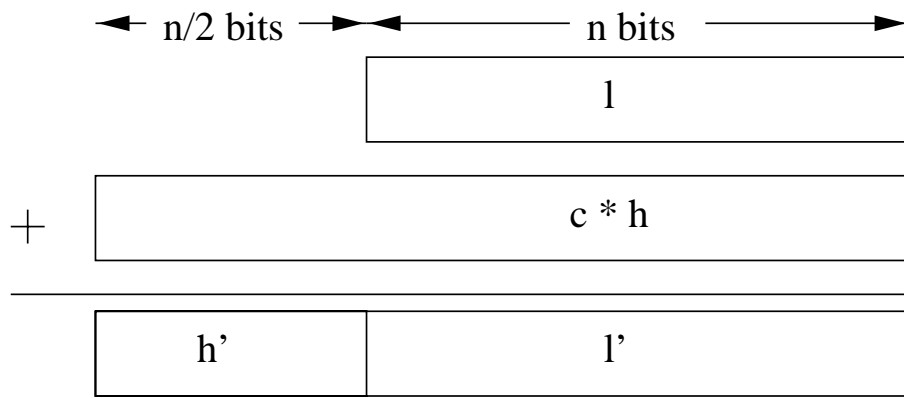 n/2 bits n bits
l
+ c * h
h’ l’